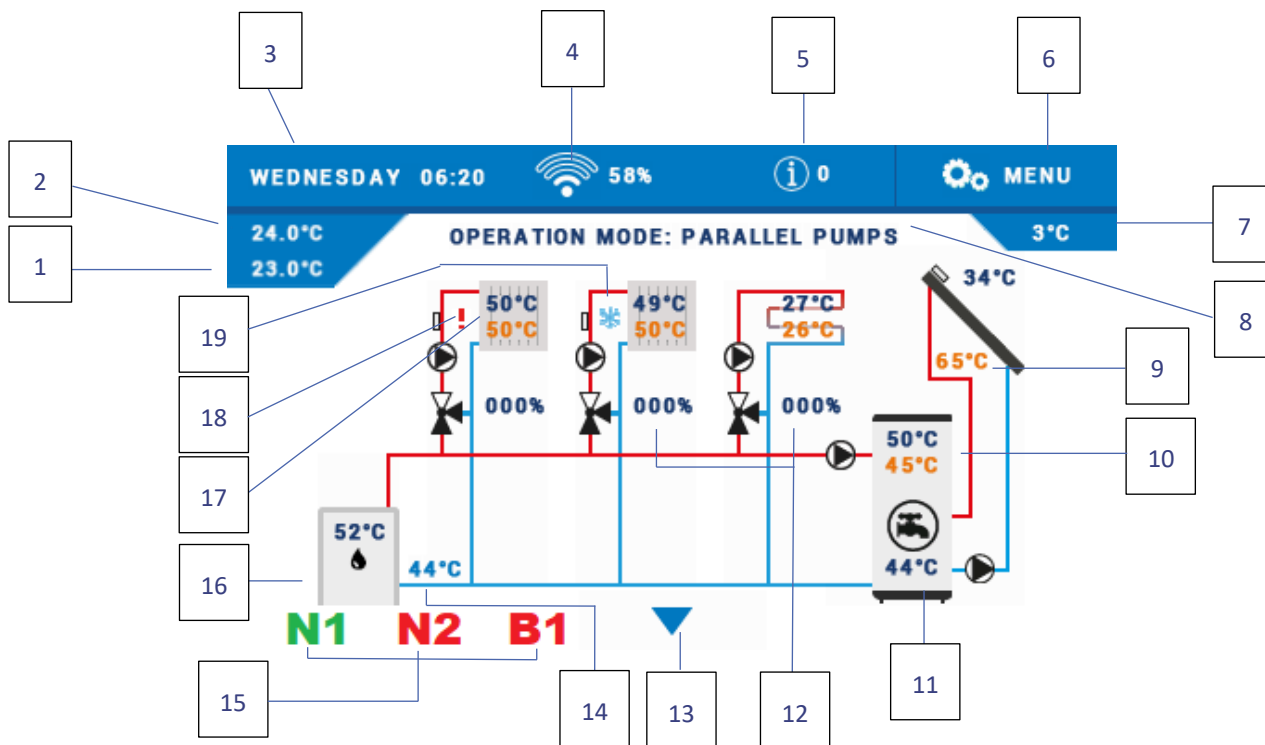 3
4
5
6
WEDNESDAY 06:20 58% i 0 MENU
2
24.0°C
OPERATION MODE: PARALLEL PUMPS
3°C
7
1
23.0°C
34°C
19
50°C
49°C
27°C
8
! 50°C
50°C
26°C
65°C
9
18
000%
000%
000%
50°C
10
17
45°C
52°C
16
44°C
44°C
N1 N2 B1
15
14
13
12
11